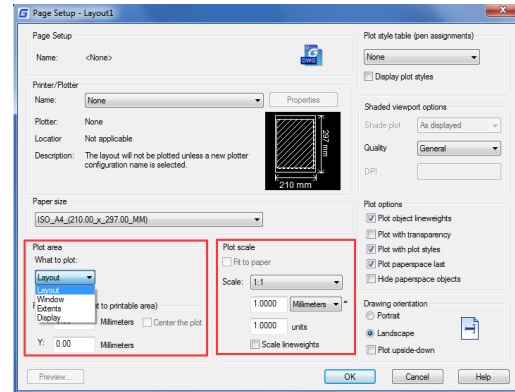 Page Setup - Layout1
Page Setup
Name: <None>
G
DWG
Printer/Plotter
Name: None Properties
Plotter: None
Locatior Not applicable
Description: The layout will not be plotted unless a new plotter
configuration name is selected.
297 mm
210 mm
Paper size
ISO_A4_(210.00_x_297.00_MM)
Plot area
What to plot:
Layout
Layout
Window
Extents
Display
t to printable area)
Millimeters Center the plot
Y: 0.00 Millimeters
Plot scale
Fit to paper
Scale: 1:1
1.0000 Millimeters =
1.0000 units
Scale lineweights
Plot style table (pen assignments)
None
Display plot styles
Shaded viewport options
Shade plot As displayed
Quality General
DPI
Plot options
Plot object lineweights
Plot with transparency
Plot with plot styles
Plot paperspace last
Hide paperspace objects
Drawing orientation
Portrait
Landscape
Plot upside-down
Preview... OK Cancel Help